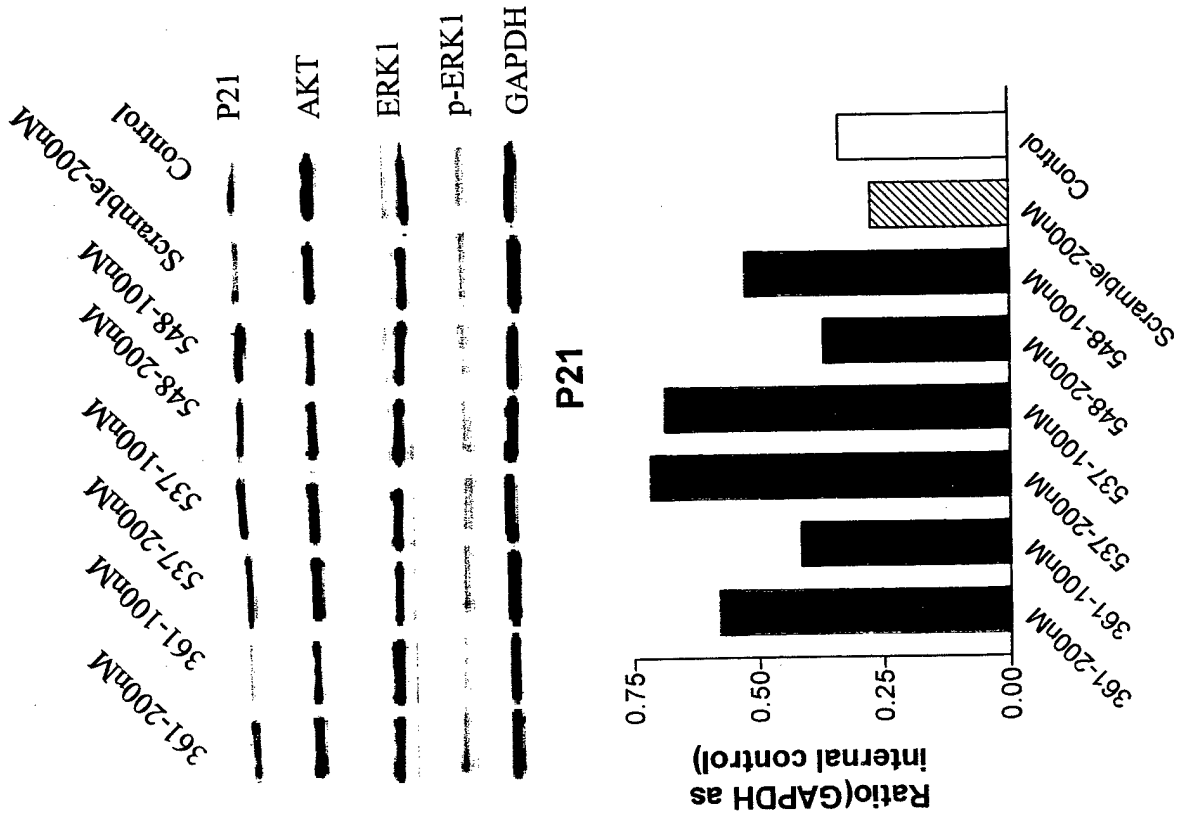 361-200nM
361-100nM
537-200nM
537-100nM
548-200nM
548-100nM
Scramble-200nM
Control
P21
AKT
ERK1
p-ERK1
GAPDH
P21
Ratio(GAPDH as
internal control)
0.75
0.50
0.25
0.00
361-200nM
361-100nM
537-200nM
537-100nM
548-200nM
548-100nM
Scramble-200nM
Control